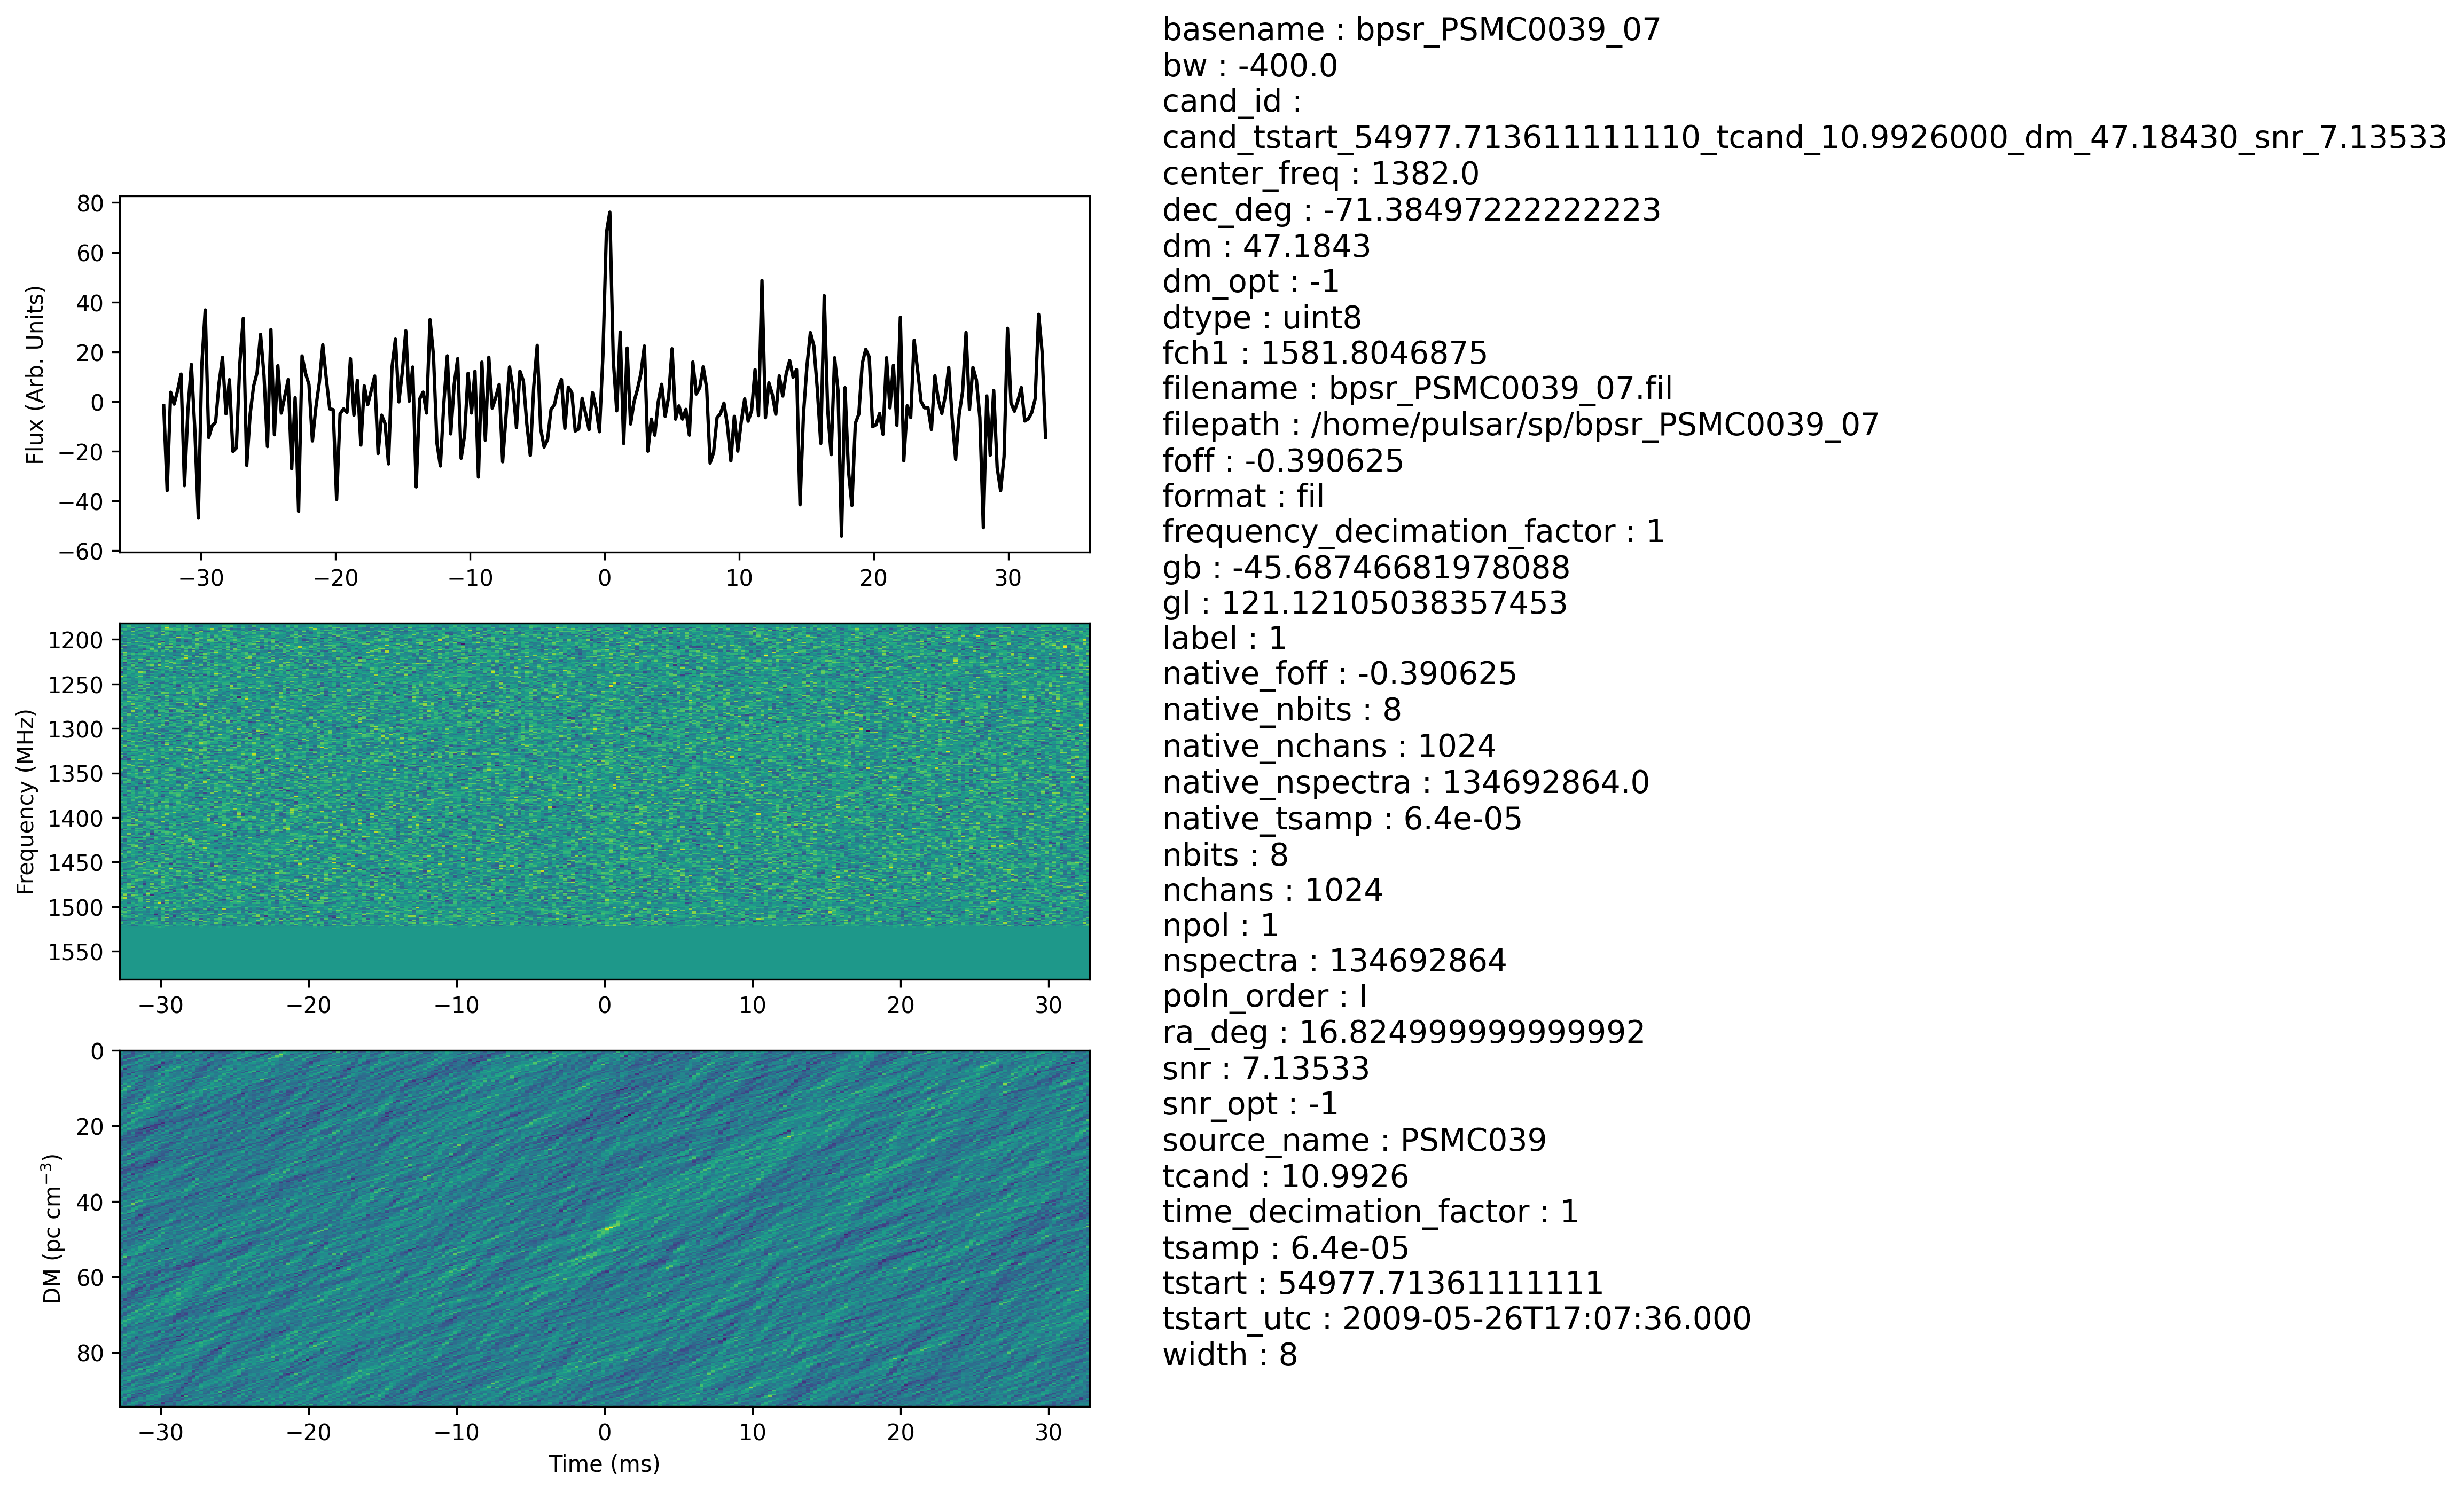 basename : bpsr_PSMC0039_07
bw : -400.0
cand_id :
cand_tstart_54977.713611111110_tcand_10.9926000_dm_47.18430_snr_7.13533
center_freq : 1382.0
dec_deg : -71.38497222222223
dm : 47.1843
dm_opt : -1
dtype : uint8
fch1 : 1581.8046875
filename : bpsr_PSMC0039_07.fil
filepath : /home/pulsar/sp/bpsr_PSMC0039_07
foff : -0.390625
format : fil
frequency_decimation_factor : 1
gb : -45.68746681978088
gl : 121.12105038357453
label : 1
native_foff : -0.390625
native_nbits : 8
native_nchans : 1024
native_nspectra : 134692864.0
native_tsamp : 6.4e-05
nbits : 8
nchans : 1024
npol : 1
nspectra : 134692864
poln_order : I
ra_deg : 16.824999999999992
snr : 7.13533
snr_opt : -1
source_name : PSMC039
tcand : 10.9926
time_decimation_factor : 1
tsamp : 6.4e-05
tstart : 54977.71361111111
tstart_utc : 2009-05-26T17:07:36.000
width : 8
Flux (Arb. Units)
80
60
40
20
0
−20
−40
−60
−30 −20 −10 0 10 20 30
Frequency (MHz)
1200
1250
1300
1350
1400
1450
1500
1550
−30 −20 −10 0 10 20 30
DM (pc cm⁻³)
0
20
40
60
80
−30 −20 −10 0 10 20 30
Time (ms)